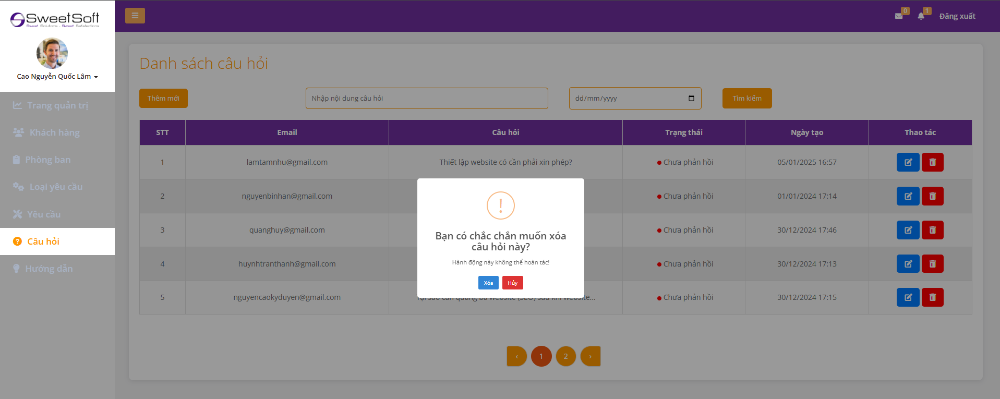 SweetSoft
Sweet Solutions - Sweet Satisfactions
Cao Nguyễn Quốc Lâm
Trang quản trị
Khách hàng
Phòng ban
Loại yêu cầu
Yêu cầu
Câu hỏi
Hướng dẫn
0
1
Đăng xuất
Danh sách câu hỏi
Thêm mới
Nhập nội dung câu hỏi
dd/mm/yyyy
Tìm kiếm
STT Email Câu hỏi Trạng thái Ngày tạo Thao tác
1 lamtamnhu@gmail.com Thiết lập website có cần phải xin phép? Chưa phản hồi 05/01/2025 16:57
2 nguyenbinhan@gmail.com Chưa phản hồi 01/01/2024 17:14
3 quanghuy@gmail.com Chưa phản hồi 30/12/2024 17:46
4 huynhtranthanh@gmail.com Chưa phản hồi 30/12/2024 17:13
5 nguyencaokyduyen@gmail.com Tại sao cần quảng bá website (SEO) sau khi website... Chưa phản hồi 30/12/2024 17:15
!
Bạn có chắc chắn muốn xóa
câu hỏi này?
Hành động này không thể hoàn tác!
Xóa Hủy
‹ 1 2 ›